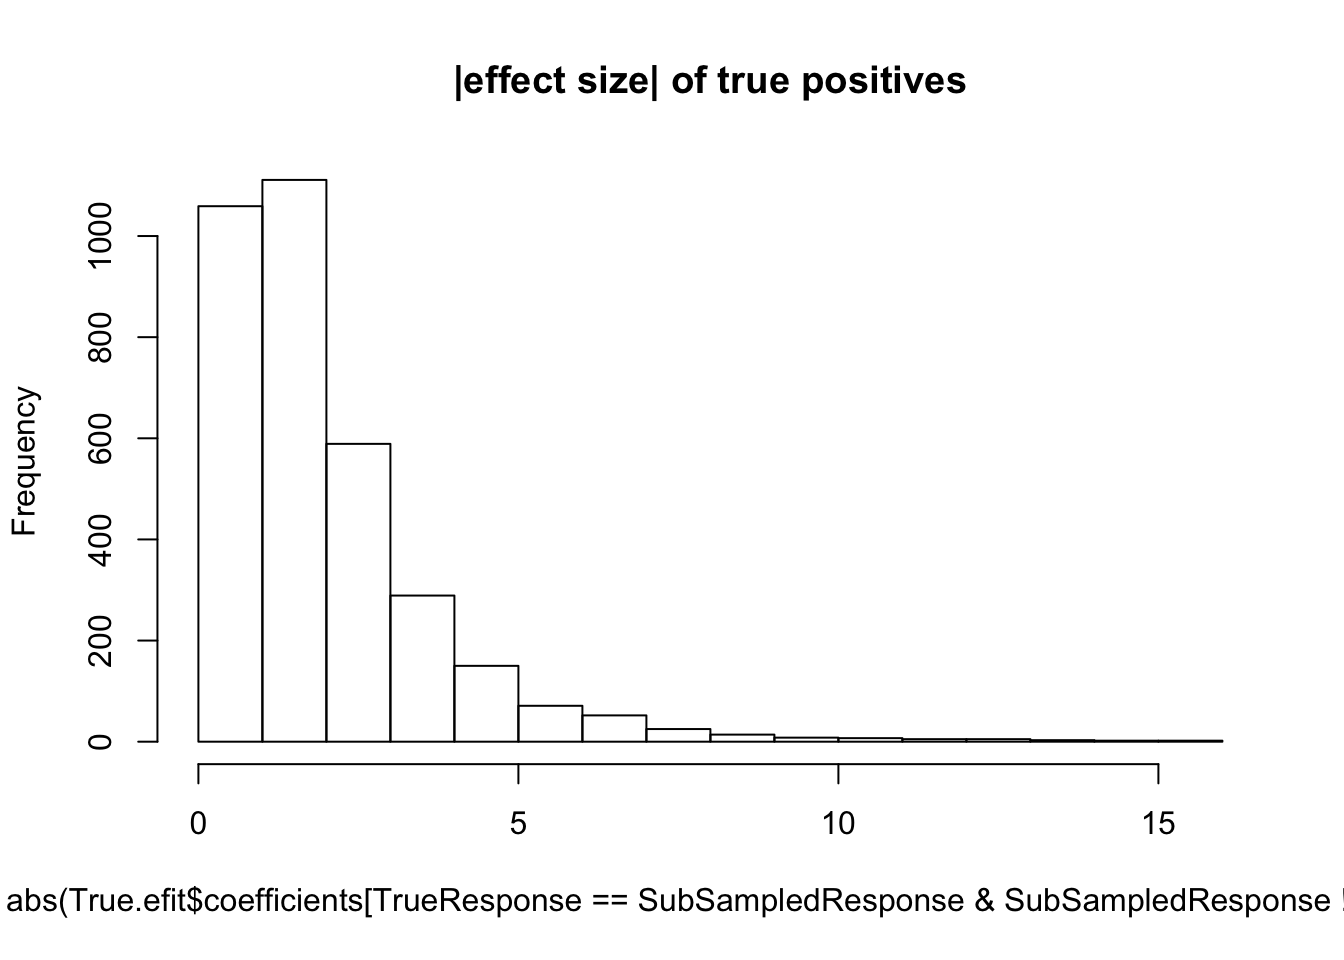 |effect size| of true positives
Frequency
1000
800
600
400
200
0
0 5 10 15
abs(True.efit$coefficients[TrueResponse == SubSampledResponse & SubSampledResponse !